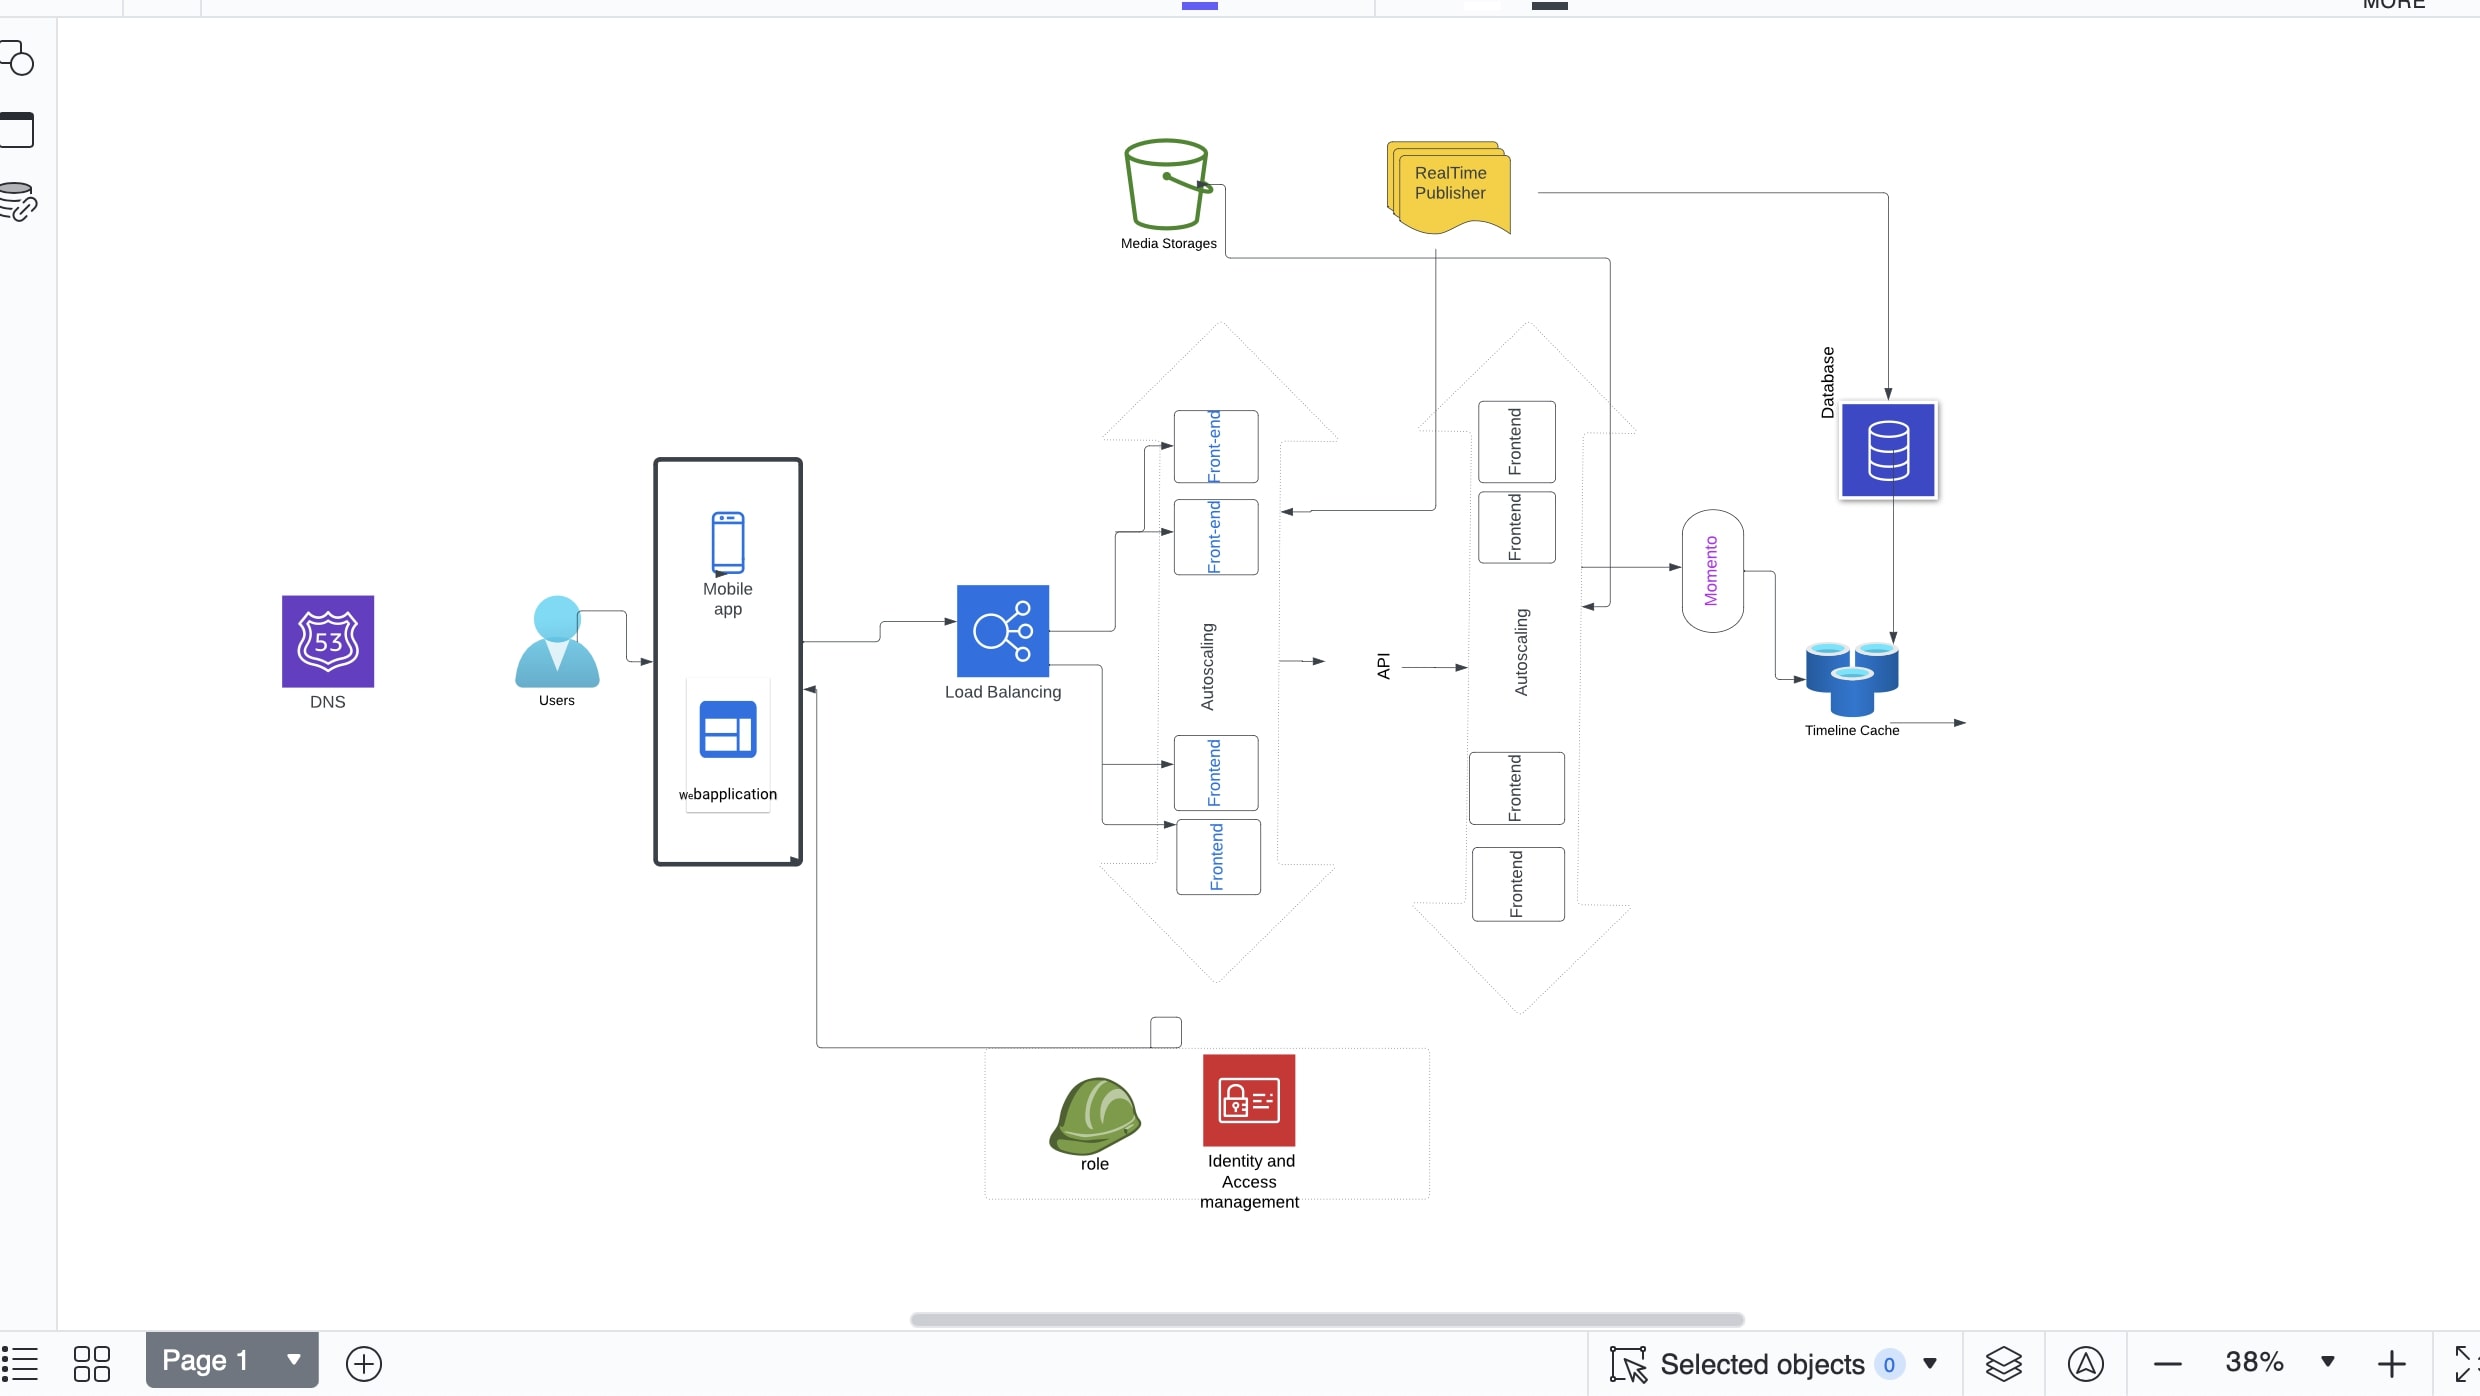 MORE
RealTime
Publisher
Media Storages
Database
Front-end
Frontend
Front-end
Frontend
Momento
Mobile
app
53
DNS
Users
Load Balancing
Autoscaling
API
Autoscaling
Timeline Cache
Webapplication
Frontend
Frontend
Frontend
Frontend
role
Identity and
Access
management
Page 1
Selected objects 0
38%